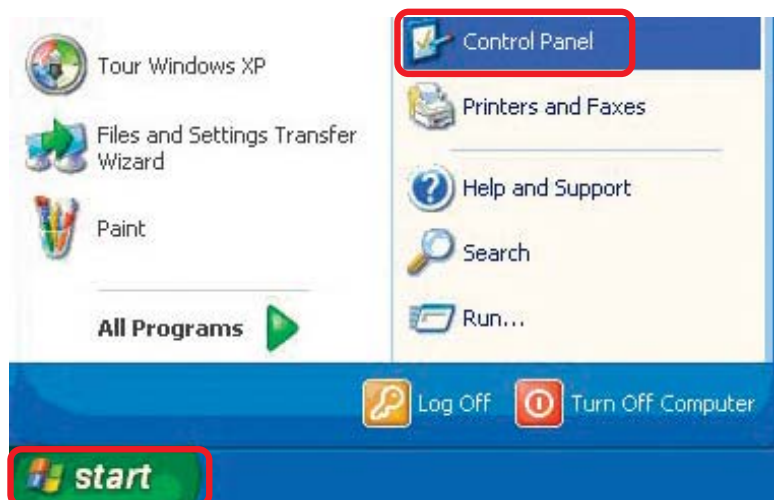 Tour Windows XP
Files and Settings Transfer
Wizard
Paint
All Programs
Control Panel
Printers and Faxes
Help and Support
Search
Run...
Log Off
Turn Off Computer
start